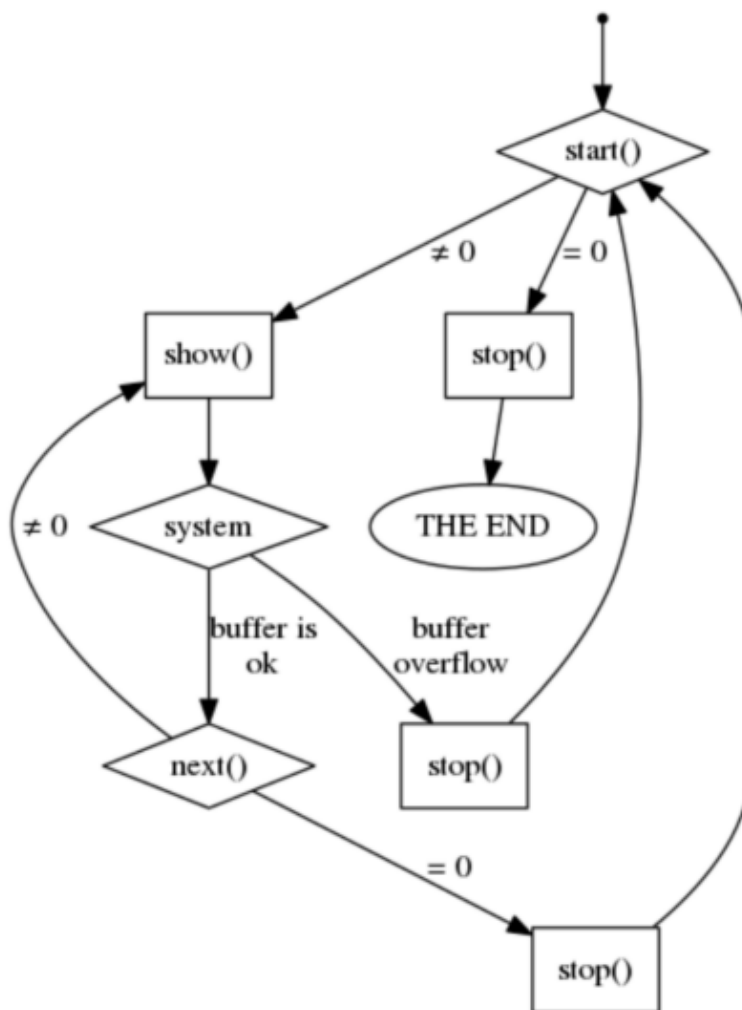 start()
≠ 0
= 0
show()
stop()
≠ 0
system
THE END
buffer is
ok
buffer
overflow
next()
stop()
= 0
stop()